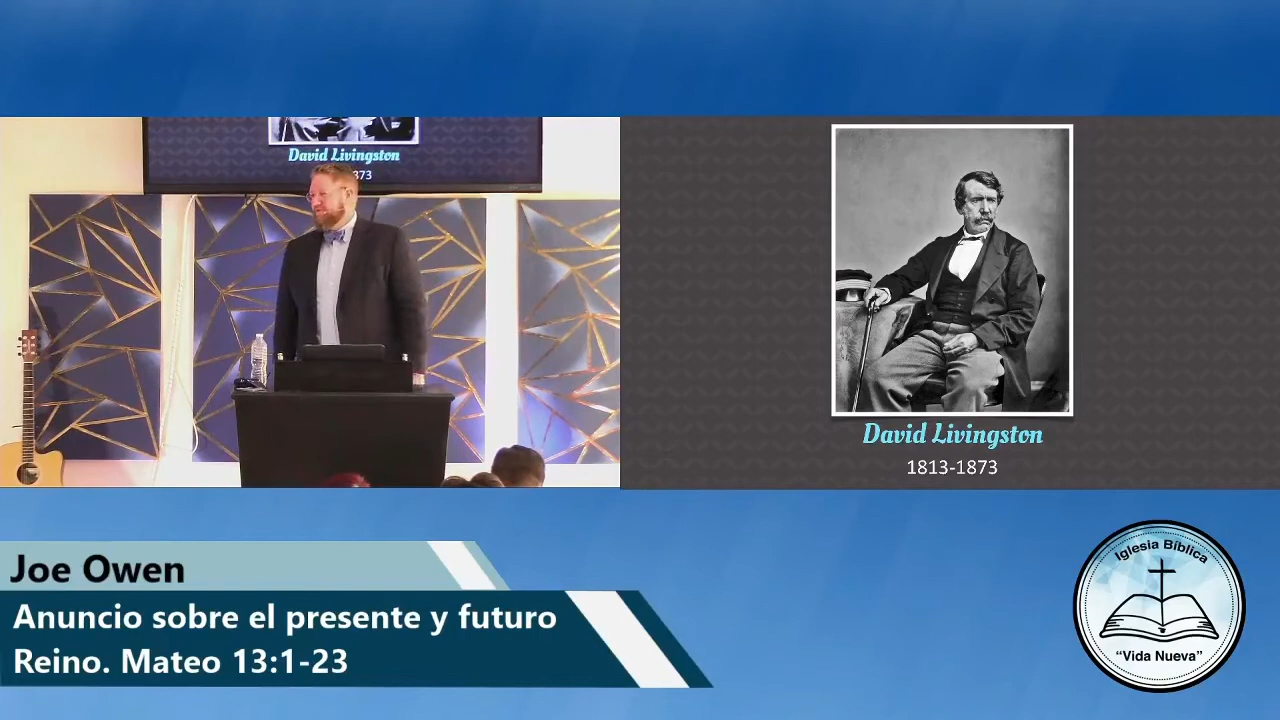 David Livingston
873
David Livingston
1813-1873
Joe Owen
Anuncio sobre el presente y futuro
Reino. Mateo 13:1-23
Iglesia Bíblica
“Vida Nueva”